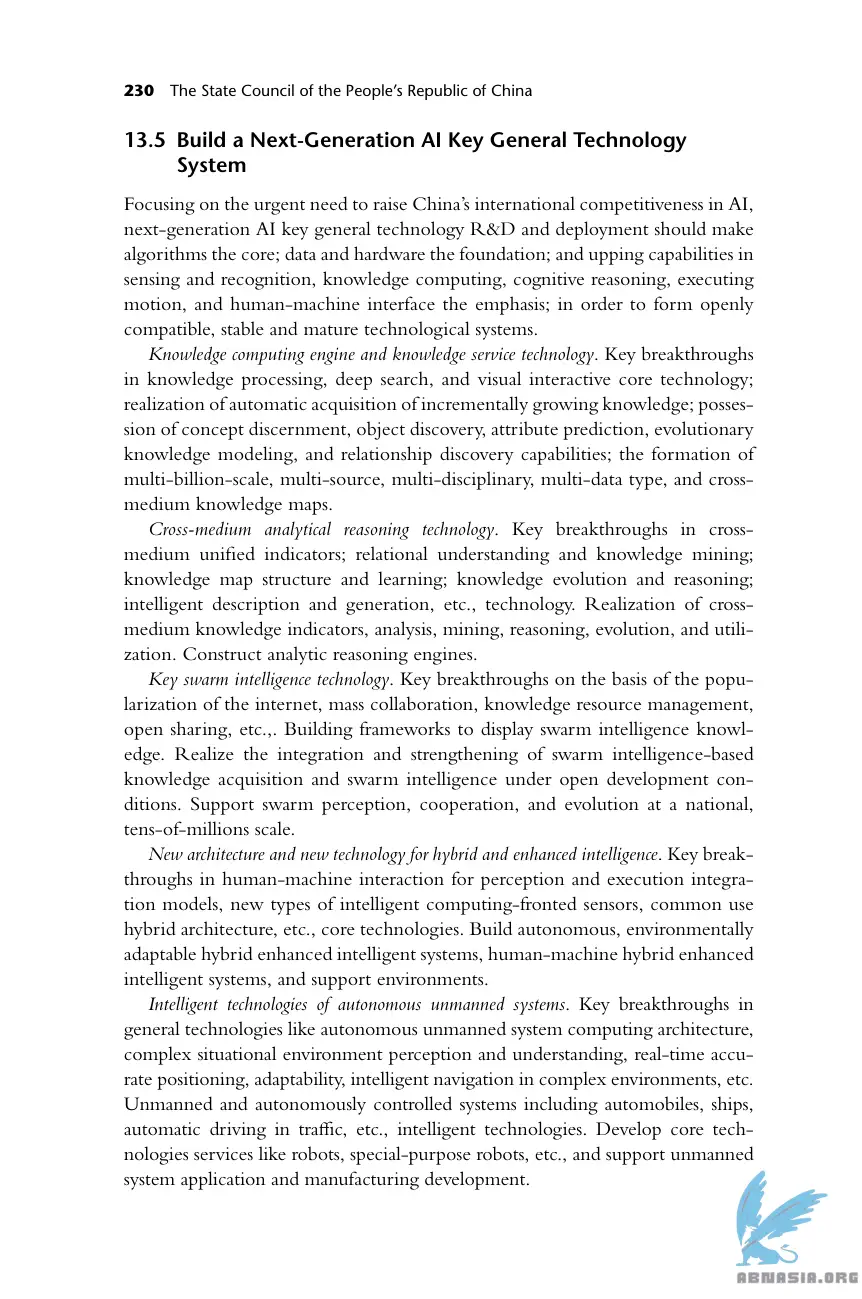 230 The State Council of the People's Republic of China
13.5 Build a Next-Generation AI Key General Technology
System
Focusing on the urgent need to raise China's international competitiveness in AI,
next-generation AI key general technology R&D and deployment should make
algorithms the core; data and hardware the foundation; and upping capabilities in
sensing and recognition, knowledge computing, cognitive reasoning, executing
motion, and human-machine interface the emphasis; in order to form openly
compatible, stable and mature technological systems.
Knowledge computing engine and knowledge service technology. Key breakthroughs
in knowledge processing, deep search, and visual interactive core technology;
realization of automatic acquisition of incrementally growing knowledge; posses-
sion of concept discernment, object discovery, attribute prediction, evolutionary
knowledge modeling, and relationship discovery capabilities; the formation of
multi-billion-scale, multi-source, multi-disciplinary, multi-data type, and cross-
medium knowledge maps.
Cross-medium analytical reasoning technology. Key breakthroughs in cross-
medium unified indicators; relational understanding and knowledge mining;
knowledge map structure and learning; knowledge evolution and reasoning;
intelligent description and generation, etc., technology. Realization of cross-
medium knowledge indicators, analysis, mining, reasoning, evolution, and utili-
zation. Construct analytic reasoning engines.
Key swarm intelligence technology. Key breakthroughs on the basis of the popu-
larization of the internet, mass collaboration, knowledge resource management,
open sharing, etc.,. Building frameworks to display swarm intelligence knowl-
edge. Realize the integration and strengthening of swarm intelligence-based
knowledge acquisition and swarm intelligence under open development con-
ditions. Support swarm perception, cooperation, and evolution at a national,
tens-of-millions scale.
New architecture and new technology for hybrid and enhanced intelligence. Key break-
throughs in human-machine interaction for perception and execution integra-
tion models, new types of intelligent computing-fronted sensors, common use
hybrid architecture, etc., core technologies. Build autonomous, environmentally
adaptable hybrid enhanced intelligent systems, human-machine hybrid enhanced
intelligent systems, and support environments.
Intelligent technologies of autonomous unmanned systems. Key breakthroughs in
general technologies like autonomous unmanned system computing architecture,
complex situational environment perception and understanding, real-time accu-
rate positioning, adaptability, intelligent navigation in complex environments, etc.
Unmanned and autonomously controlled systems including automobiles, ships,
automatic driving in traffic, etc., intelligent technologies. Develop core tech-
nologies services like robots, special-purpose robots, etc., and support unmanned
system application and manufacturing development.
ABNASIA.ORG